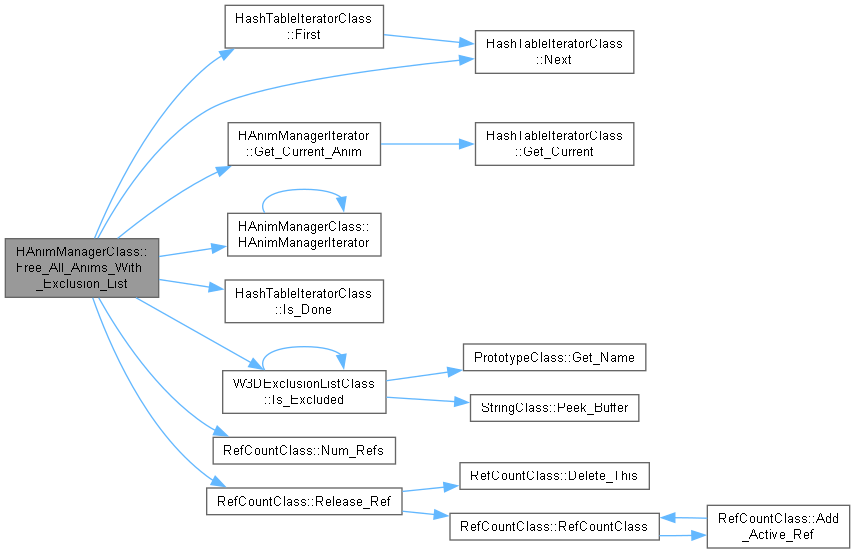 HashTableIteratorClass
::First
HashTableIteratorClass
::Next
HAnimManagerIterator
::Get_Current_Anim
HashTableIteratorClass
::Get_Current
HAnimManagerClass::
HAnimManagerIterator
HAnimManagerClass::
Free_All_Anims_With
_Exclusion_List
HashTableIteratorClass
::Is_Done
W3DExclusionListClass
::Is_Excluded
PrototypeClass::Get_Name
StringClass::Peek_Buffer
RefCountClass::Num_Refs
RefCountClass::Release_Ref
RefCountClass::Delete_This
RefCountClass::RefCountClass
RefCountClass::Add
_Active_Ref